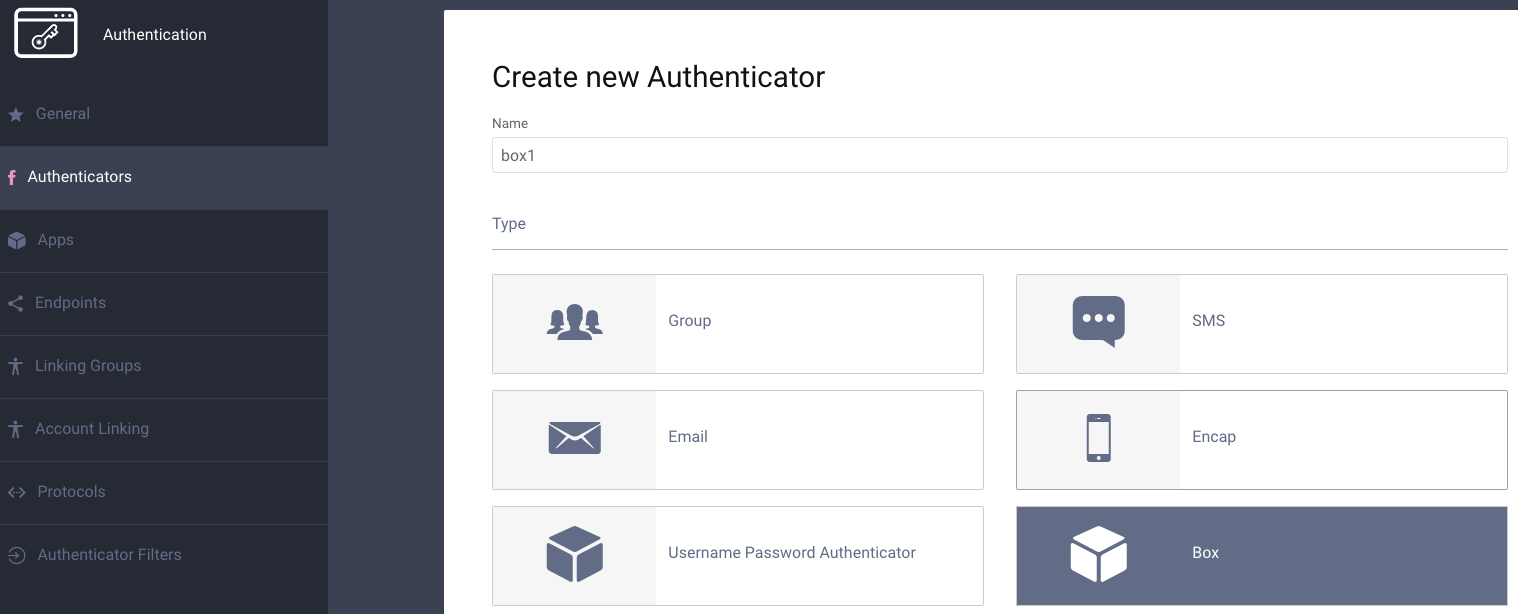 Authentication
General
Authenticators
Apps
Endpoints
Linking Groups
Account Linking
Protocols
Authenticator Filters
Create new Authenticator
Name
box1
Type
Group
SMS
Email
Encap
Username Password Authenticator
Box